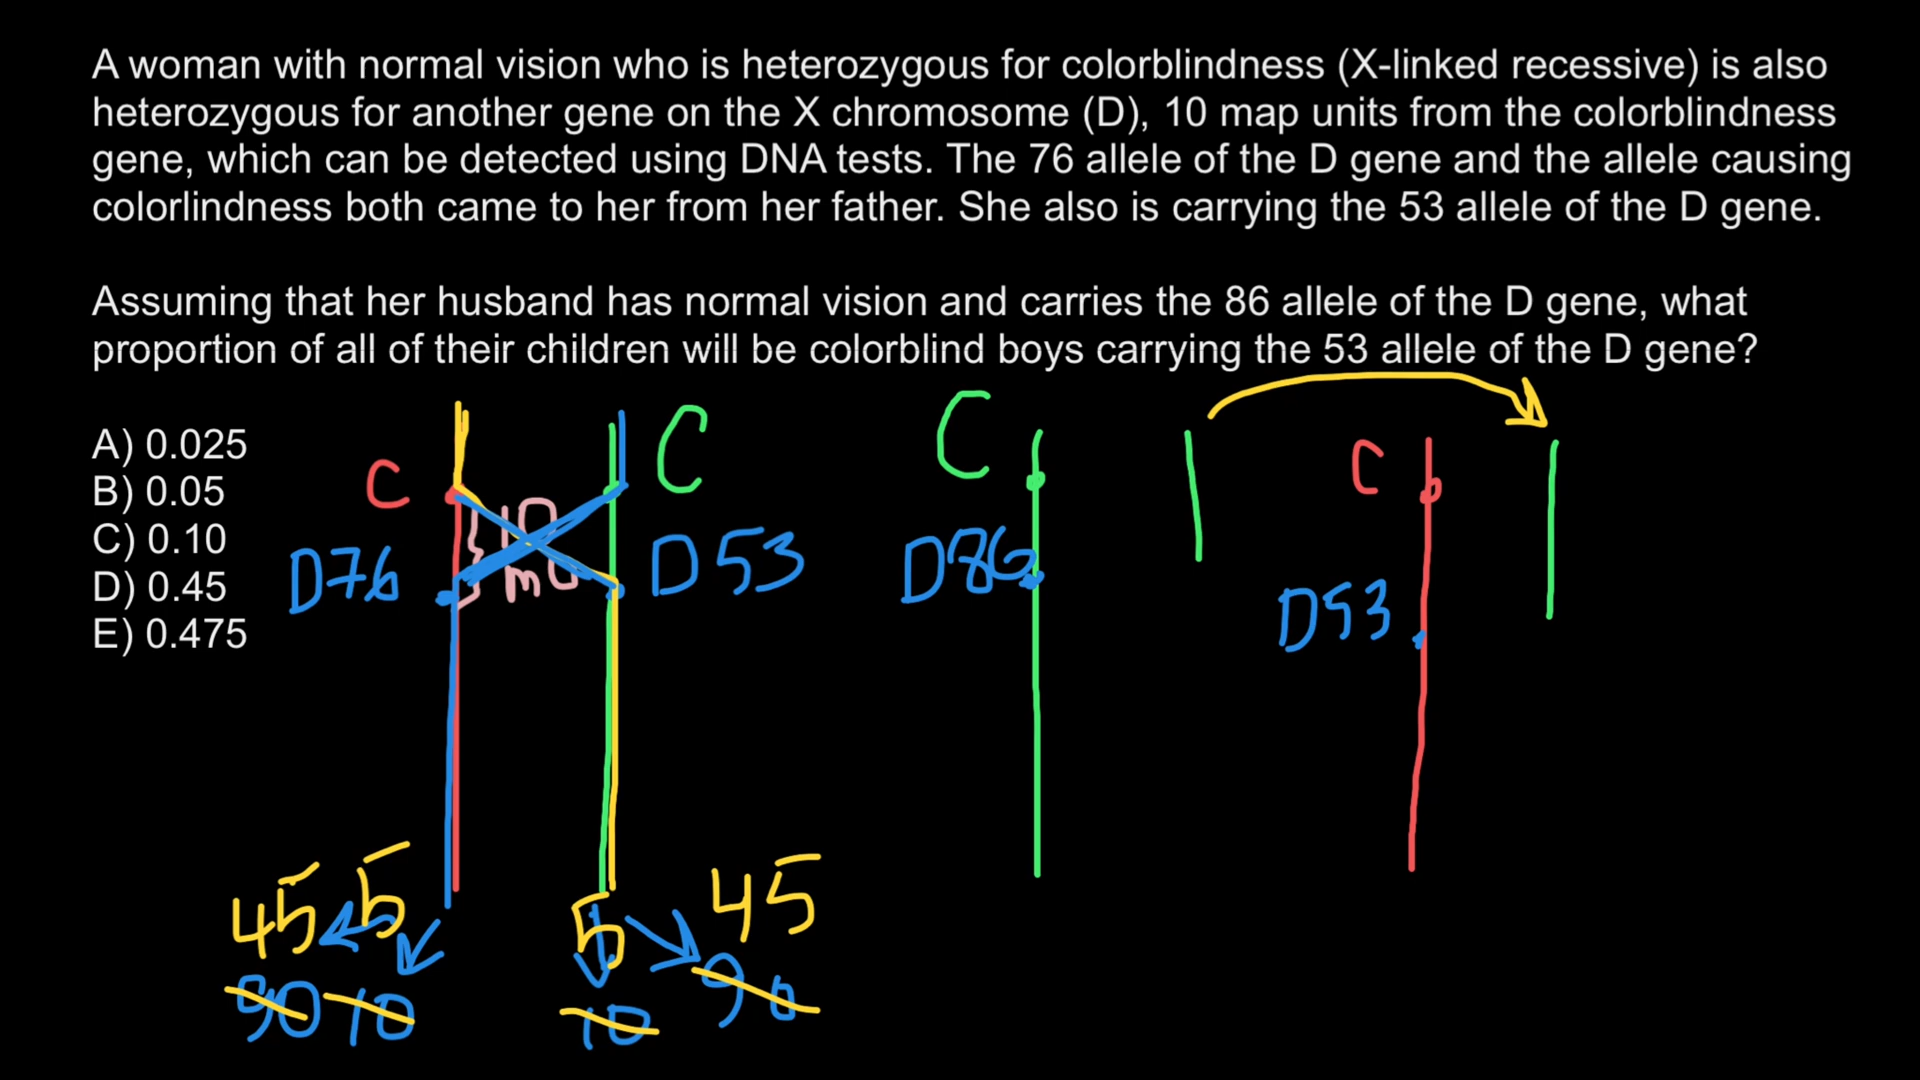 A woman with normal vision who is heterozygous for colorblindness (X-linked recessive) is also
heterozygous for another gene on the X chromosome (D), 10 map units from the colorblindness
gene, which can be detected using DNA tests. The 76 allele of the D gene and the allele causing
colorlindness both came to her from her father. She also is carrying the 53 allele of the D gene.
Assuming that her husband has normal vision and carries the 86 allele of the D gene, what
proportion of all of their children will be colorblind boys carrying the 53 allele of the D gene?
A) 0.025
B) 0.05
C) 0.10
D) 0.45
E) 0.475
c C C c
10 mu
D76 D53 D86 D53
45 5 5 45
90 10 10 90